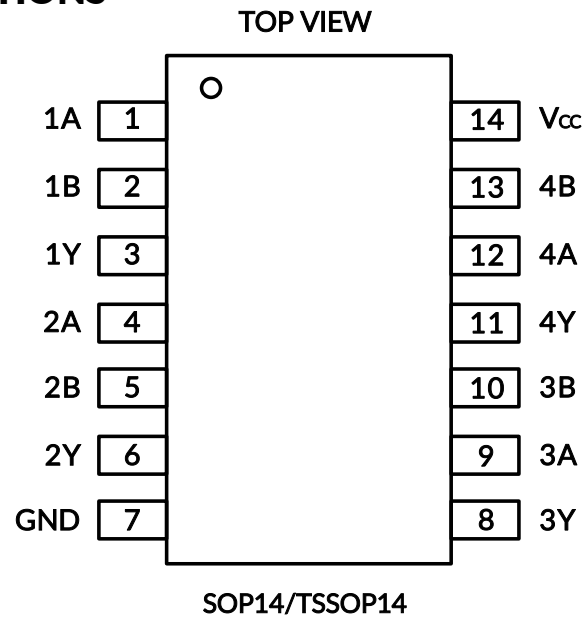 TOP VIEW
1A 1 14 Vcc
1B 2 13 4B
1Y 3 12 4A
2A 4 11 4Y
2B 5 10 3B
2Y 6 9 3A
GND 7 8 3Y
SOP14/TSSOP14